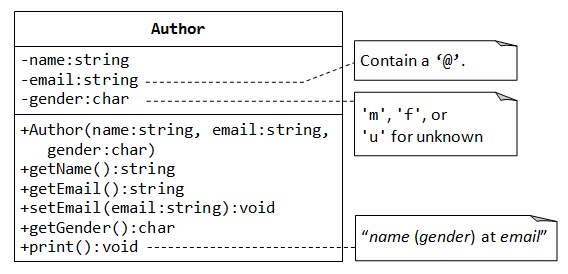 Author
-name:string
-email:string
-gender:char
+Author(name:string, email:string,
gender:char)
+getName():string
+getEmail():string
+setEmail(email:string):void
+getGender():char
+print():void
Contain a ‘@’.
'm', 'f', or
'u' for unknown
“name (gender) at email”